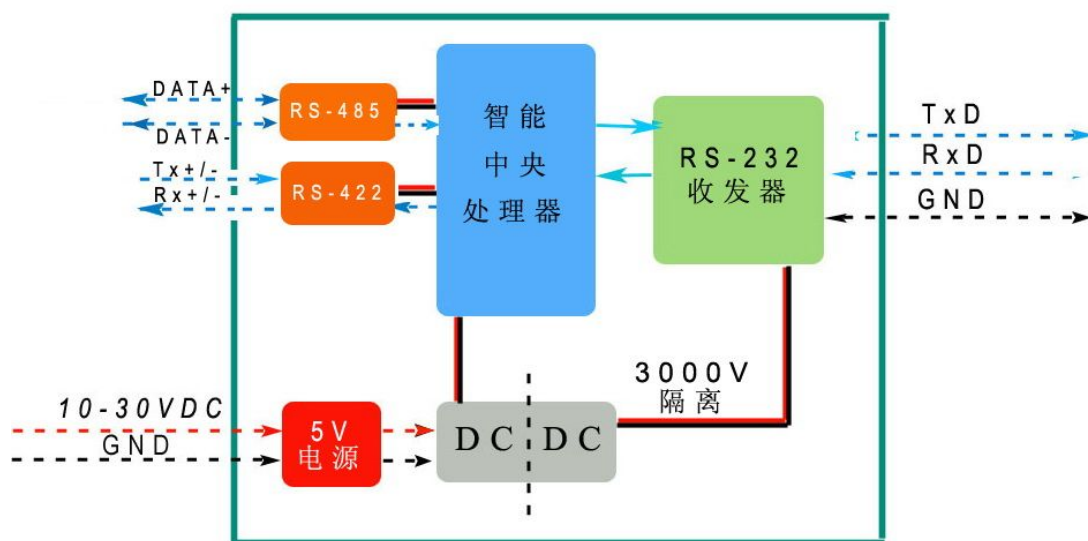 DATA+
DATA-
Tx+/-
Rx+/-
RS-485
RS-422
智能
中央
处理器
RS-232
收发器
TxD
RxD
GND
10-30VDC
GND
5V
电源
DC
DC
3000V
隔离